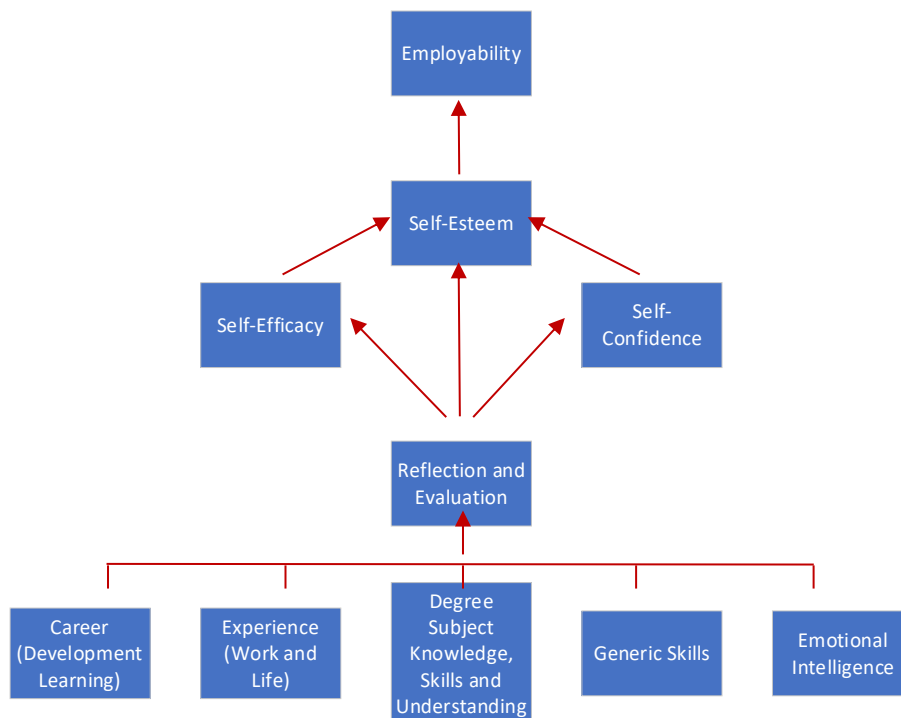 Employability
Self-Esteem
Self-Efficacy
Self-
Confidence
Reflection and
Evaluation
Career
(Development
Learning)
Experience
(Work and
Life)
Degree
Subject
Knowledge,
Skills and
Understanding
Generic Skills
Emotional
Intelligence